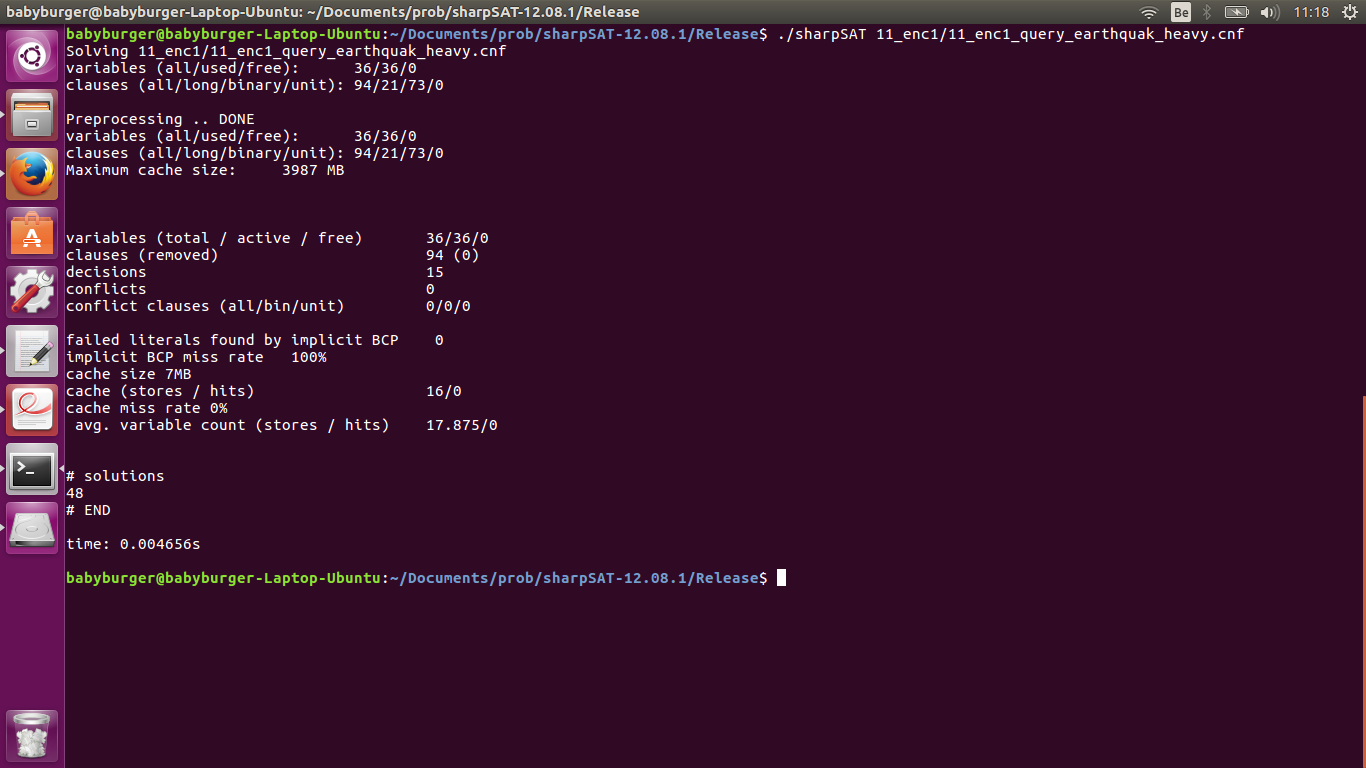 babyburger@babyburger-Laptop-Ubuntu: ~/Documents/prob/sharpSAT-12.08.1/Release
Be
11:18
babyburger@babyburger-Laptop-Ubuntu:~/Documents/prob/sharpSAT-12.08.1/Release$ ./sharpSAT 11_enc1/11_enc1_query_earthquak_heavy.cnf
Solving 11_enc1/11_enc1_query_earthquak_heavy.cnf
variables (all/used/free):      36/36/0
clauses (all/long/binary/unit): 94/21/73/0
Preprocessing .. DONE
variables (all/used/free):      36/36/0
clauses (all/long/binary/unit): 94/21/73/0
Maximum cache size:     3987 MB
variables (total / active / free)       36/36/0
clauses (removed)                       94 (0)
decisions                               15
conflicts                               0
conflict clauses (all/bin/unit)         0/0/0
failed literals found by implicit BCP    0
implicit BCP miss rate   100%
cache size 7MB
cache (stores / hits)                   16/0
cache miss rate 0%
 avg. variable count (stores / hits)    17.875/0
# solutions
48
# END
time: 0.004656s
babyburger@babyburger-Laptop-Ubuntu:~/Documents/prob/sharpSAT-12.08.1/Release$